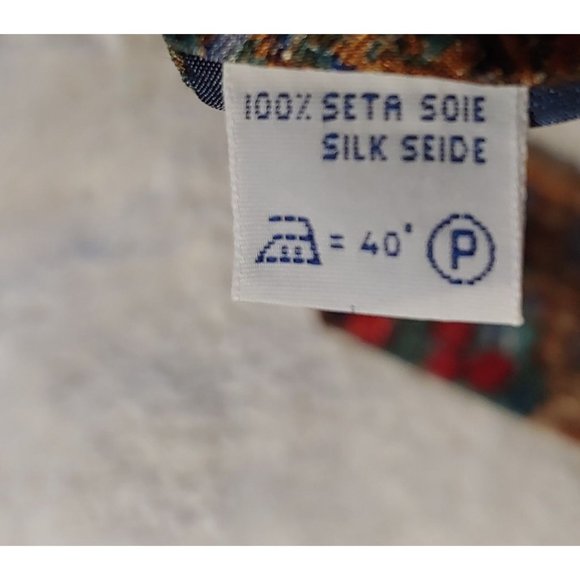 100% SETA SOIE
SILK SEIDE
= 40°
P